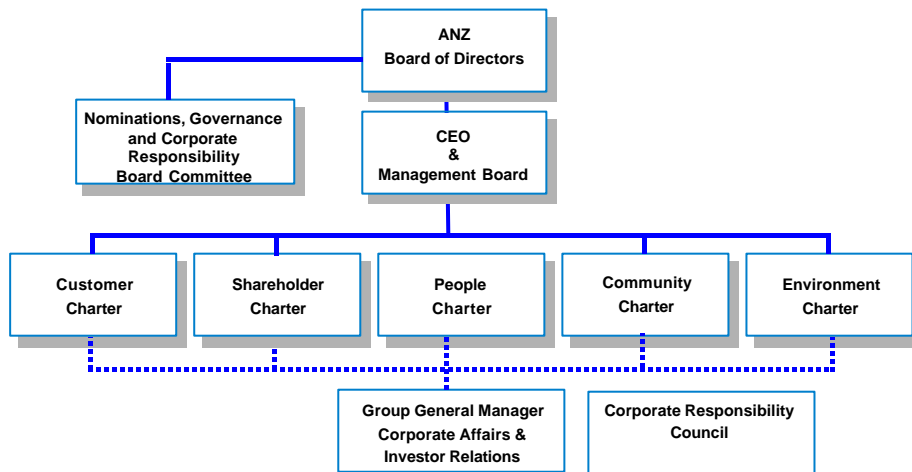 ANZ
Board of Directors
Nominations, Governance
and Corporate
Responsibility
Board Committee
CEO
&
Management Board
Customer
Charter
Shareholder
Charter
People
Charter
Community
Charter
Environment
Charter
Group General Manager
Corporate Affairs &
Investor Relations
Corporate Responsibility
Council